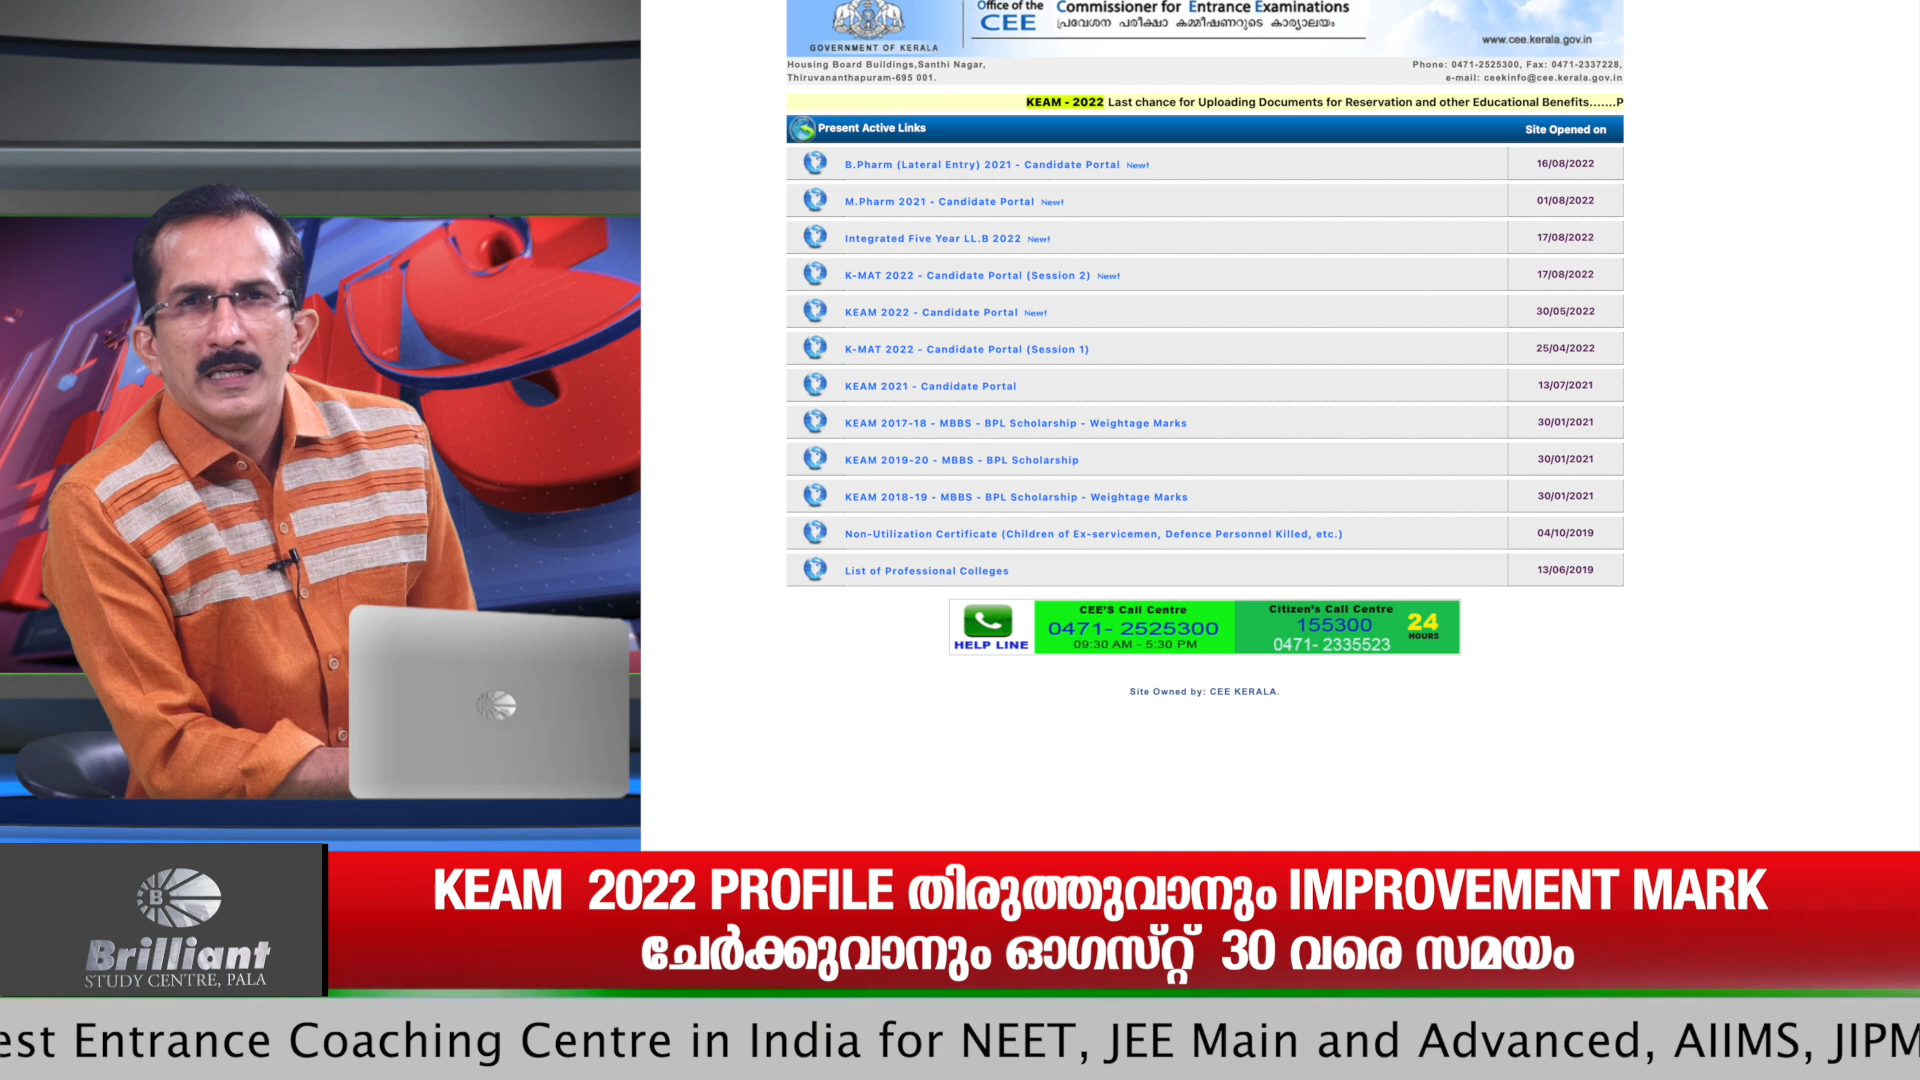 Office of the
CEE
Commissioner for Entrance Examinations
പ്രവേശന പരീക്ഷാ കമ്മീഷണറുടെ കാര്യാലയം
GOVERNMENT OF KERALA
www.cee.kerala.gov.in
Housing Board Buildings,Santhi Nagar,
Thiruvananthapuram-695 001.
Phone: 0471-2525300, Fax: 0471-2337228,
e-mail: ceekinfo@cee.kerala.gov.in
KEAM - 2022 Last chance for Uploading Documents for Reservation and other Educational Benefits.......P
Present Active Links Site Opened on
B.Pharm (Lateral Entry) 2021 - Candidate Portal New! 16/08/2022
M.Pharm 2021 - Candidate Portal New! 01/08/2022
Integrated Five Year LL.B 2022 New! 17/08/2022
K-MAT 2022 - Candidate Portal (Session 2) New! 17/08/2022
KEAM 2022 - Candidate Portal New! 30/05/2022
K-MAT 2022 - Candidate Portal (Session 1) 25/04/2022
KEAM 2021 - Candidate Portal 13/07/2021
KEAM 2017-18 - MBBS - BPL Scholarship - Weightage Marks 30/01/2021
KEAM 2019-20 - MBBS - BPL Scholarship 30/01/2021
KEAM 2018-19 - MBBS - BPL Scholarship - Weightage Marks 30/01/2021
Non-Utilization Certificate (Children of Ex-servicemen, Defence Personnel Killed, etc.) 04/10/2019
List of Professional Colleges 13/06/2019
HELP LINE
CEE'S Call Centre
0471- 2525300
09:30 AM - 5:30 PM
Citizen's Call Centre
155300
0471- 2335523
24
HOURS
Site Owned by: CEE KERALA.
B
Brilliant
STUDY CENTRE, PALA
KEAM 2022 PROFILE തിരുത്തുവാനും IMPROVEMENT MARK
ചേർക്കുവാനും ഓഗസ്റ്റ് 30 വരെ സമയം
est Entrance Coaching Centre in India for NEET, JEE Main and Advanced, AIIMS, JIPM